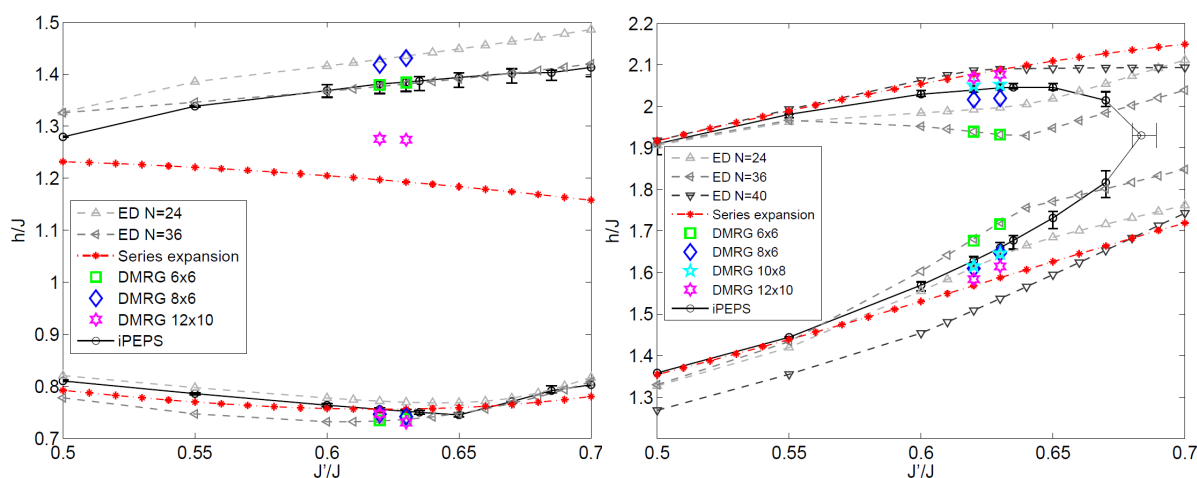 1.5
1.4
1.3
1.2
1.1
1
0.9
0.8
0.7
h/J
ED N=24
ED N=36
Series expansion
DMRG 6x6
DMRG 8x6
DMRG 12x10
iPEPS
0.5
0.55
0.6
0.65
0.7
J'/J
2.2
2.1
2
1.9
1.8
1.7
1.6
1.5
1.4
1.3
h/J
ED N=24
ED N=36
ED N=40
Series expansion
DMRG 6x6
DMRG 8x6
DMRG 10x8
DMRG 12x10
iPEPS
0.5
0.55
0.6
0.65
0.7
J'/J